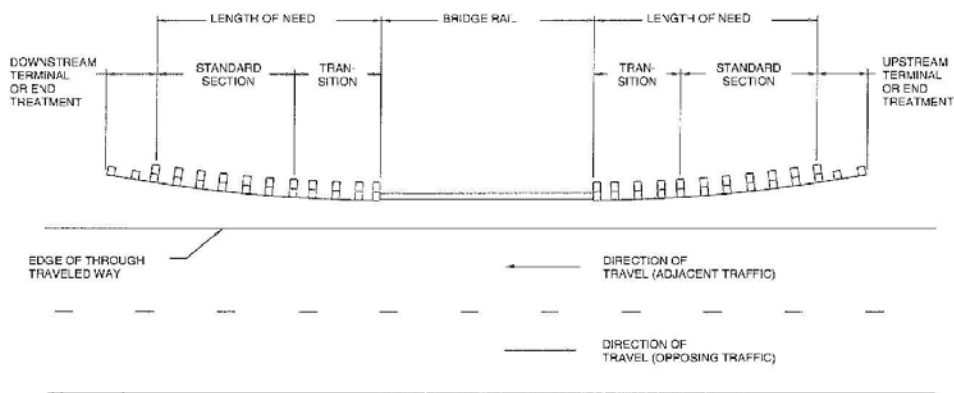 LENGTH OF NEED
BRIDGE RAIL
LENGTH OF NEED
DOWNSTREAM
TERMINAL
OR END
TREATMENT
STANDARD
SECTION
TRAN-
SITION
TRAN-
SITION
STANDARD
SECTION
UPSTREAM
TERMINAL
OR END
TREATMENT
EDGE OF THROUGH
TRAVELED WAY
DIRECTION OF
TRAVEL (ADJACENT TRAFFIC)
DIRECTION OF
TRAVEL (OPPOSING TRAFFIC)